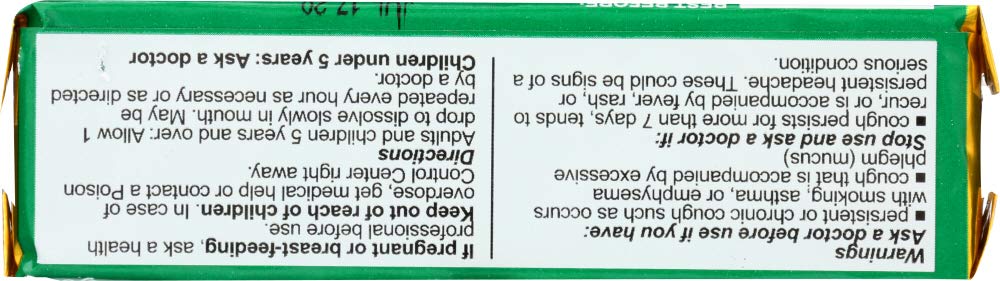 Warnings
Ask a doctor before use if you have:
▪ persistent or chronic cough such as occurs
with smoking, asthma, or emphysema
▪ cough that is accompanied by excessive
phlegm (mucus)
Stop use and ask a doctor if:
▪ cough persists for more than 7 days, tends to
recur, or is accompanied by fever, rash, or
persistent headache. These could be signs of a
serious condition.
If pregnant or breast-feeding, ask a health
professional before use.
Keep out of reach of children. In case of
overdose, get medical help or contact a Poison
Control Center right away.
Directions
Adults and children 5 years and over: Allow 1
drop to dissolve slowly in mouth. May be
repeated every hour as necessary or as directed
by a doctor.
Children under 5 years: Ask a doctor
BEST BEFORE:
JUL 17 20